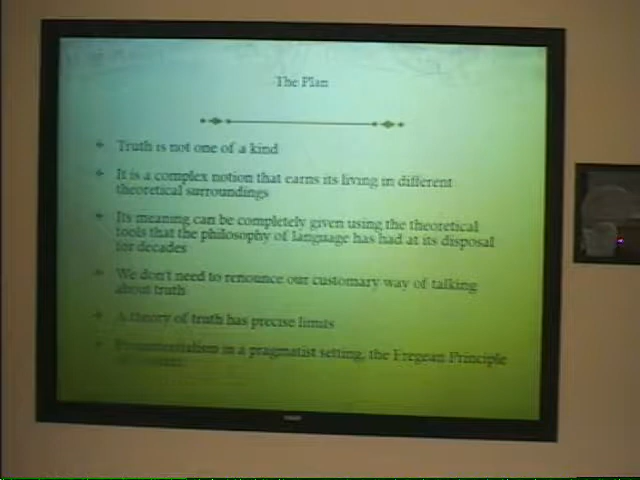 The Plan
Truth is not one of a kind
It is a complex notion that earns its living in different
theoretical surroundings
Its meaning can be completely given using the theoretical
tools that the philosophy of language has had at its disposal
for decades
We don't need to renounce our customary way of talking
about truth
A theory of truth has precise limits
in a pragmatist setting, the Fregean Principle